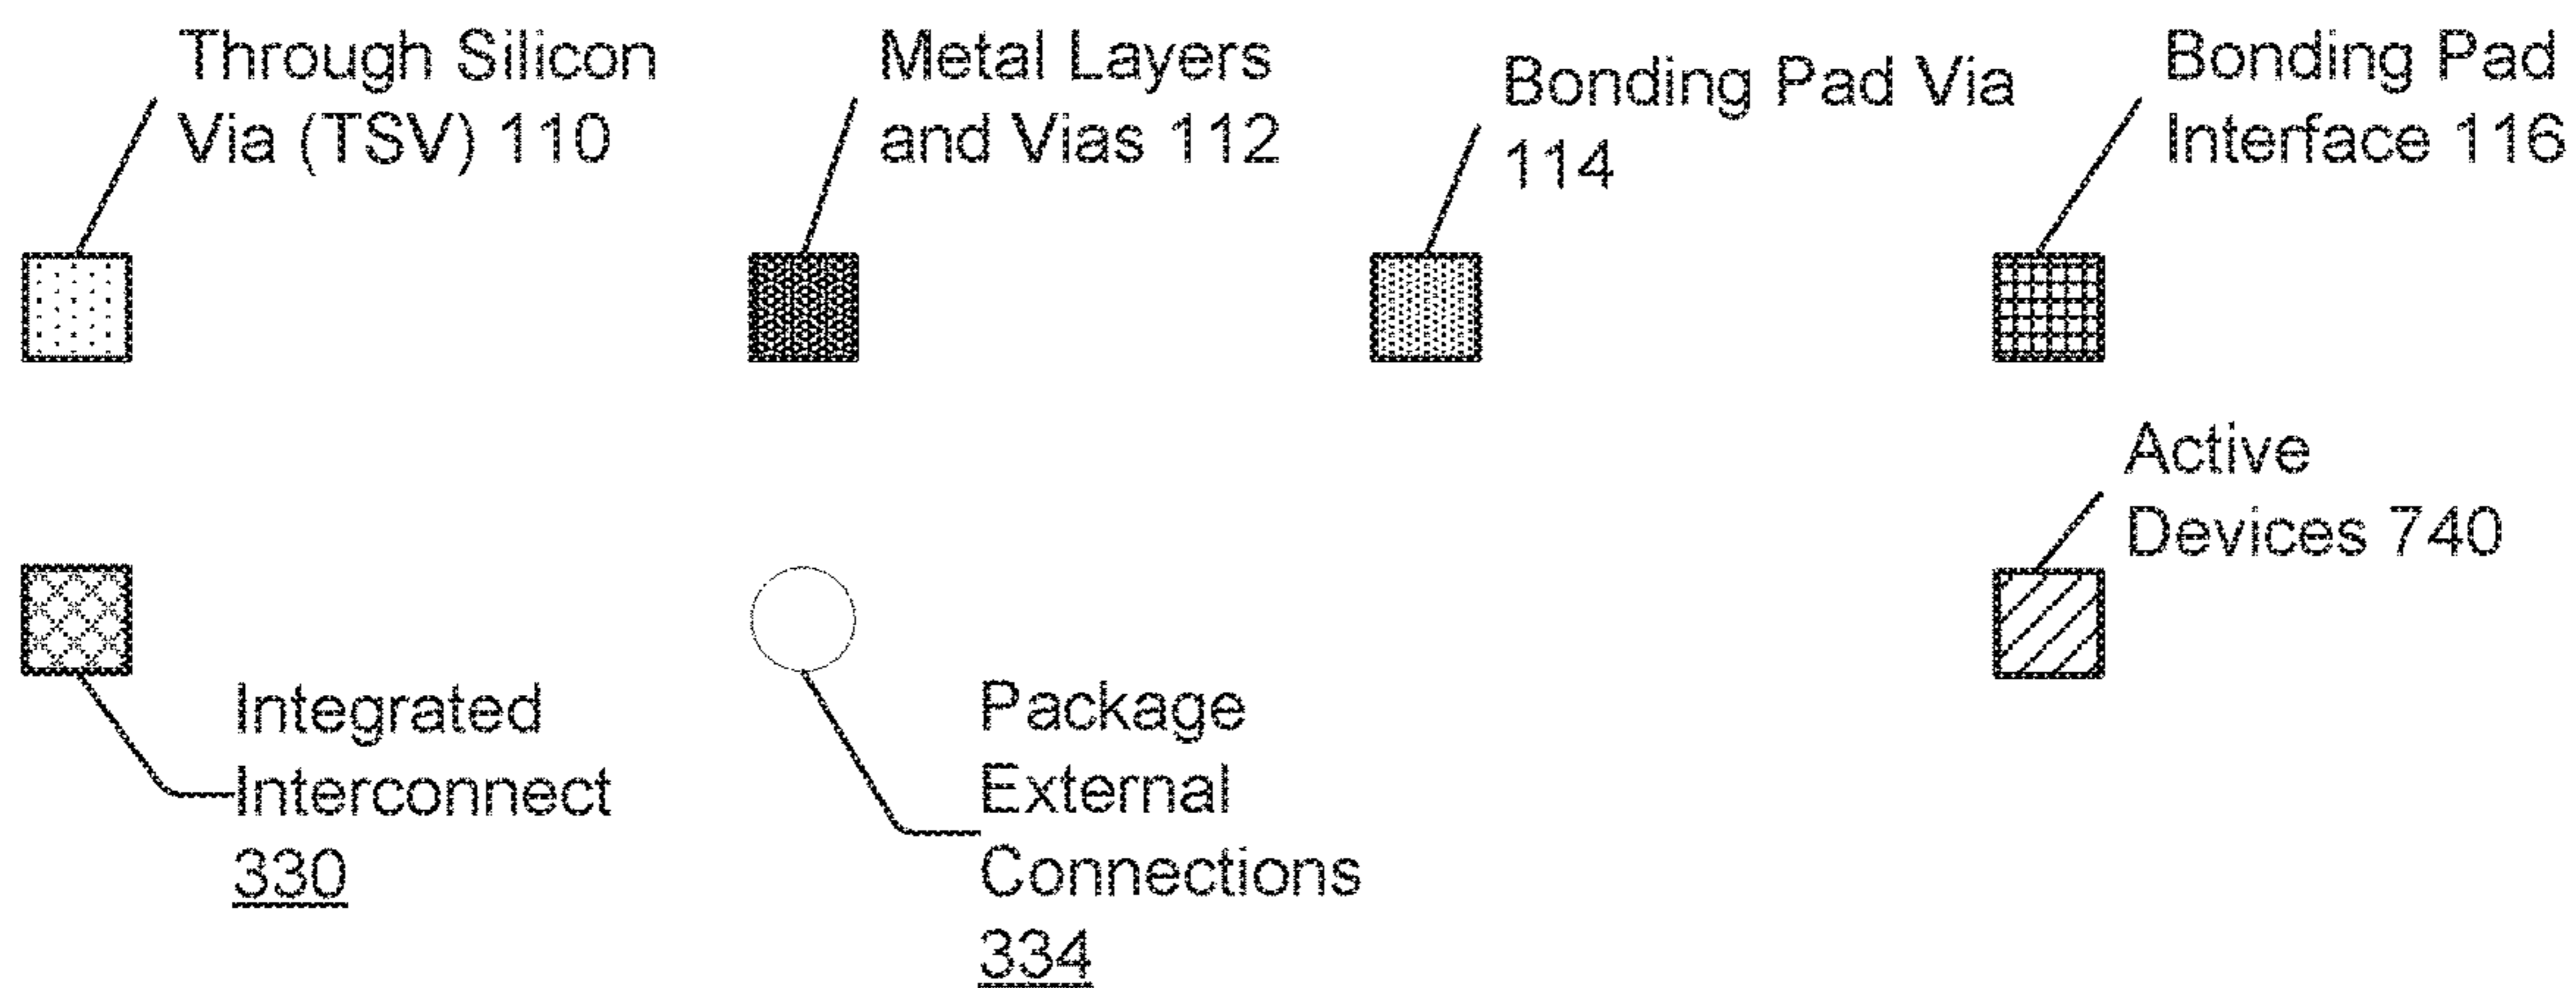 Through Silicon
Via (TSV) 110
Metal Layers
and Vias 112
Bonding Pad Via
114
Bonding Pad
Interface 116
Integrated
Interconnect
330
Package
External
Connections
334
Active
Devices 740